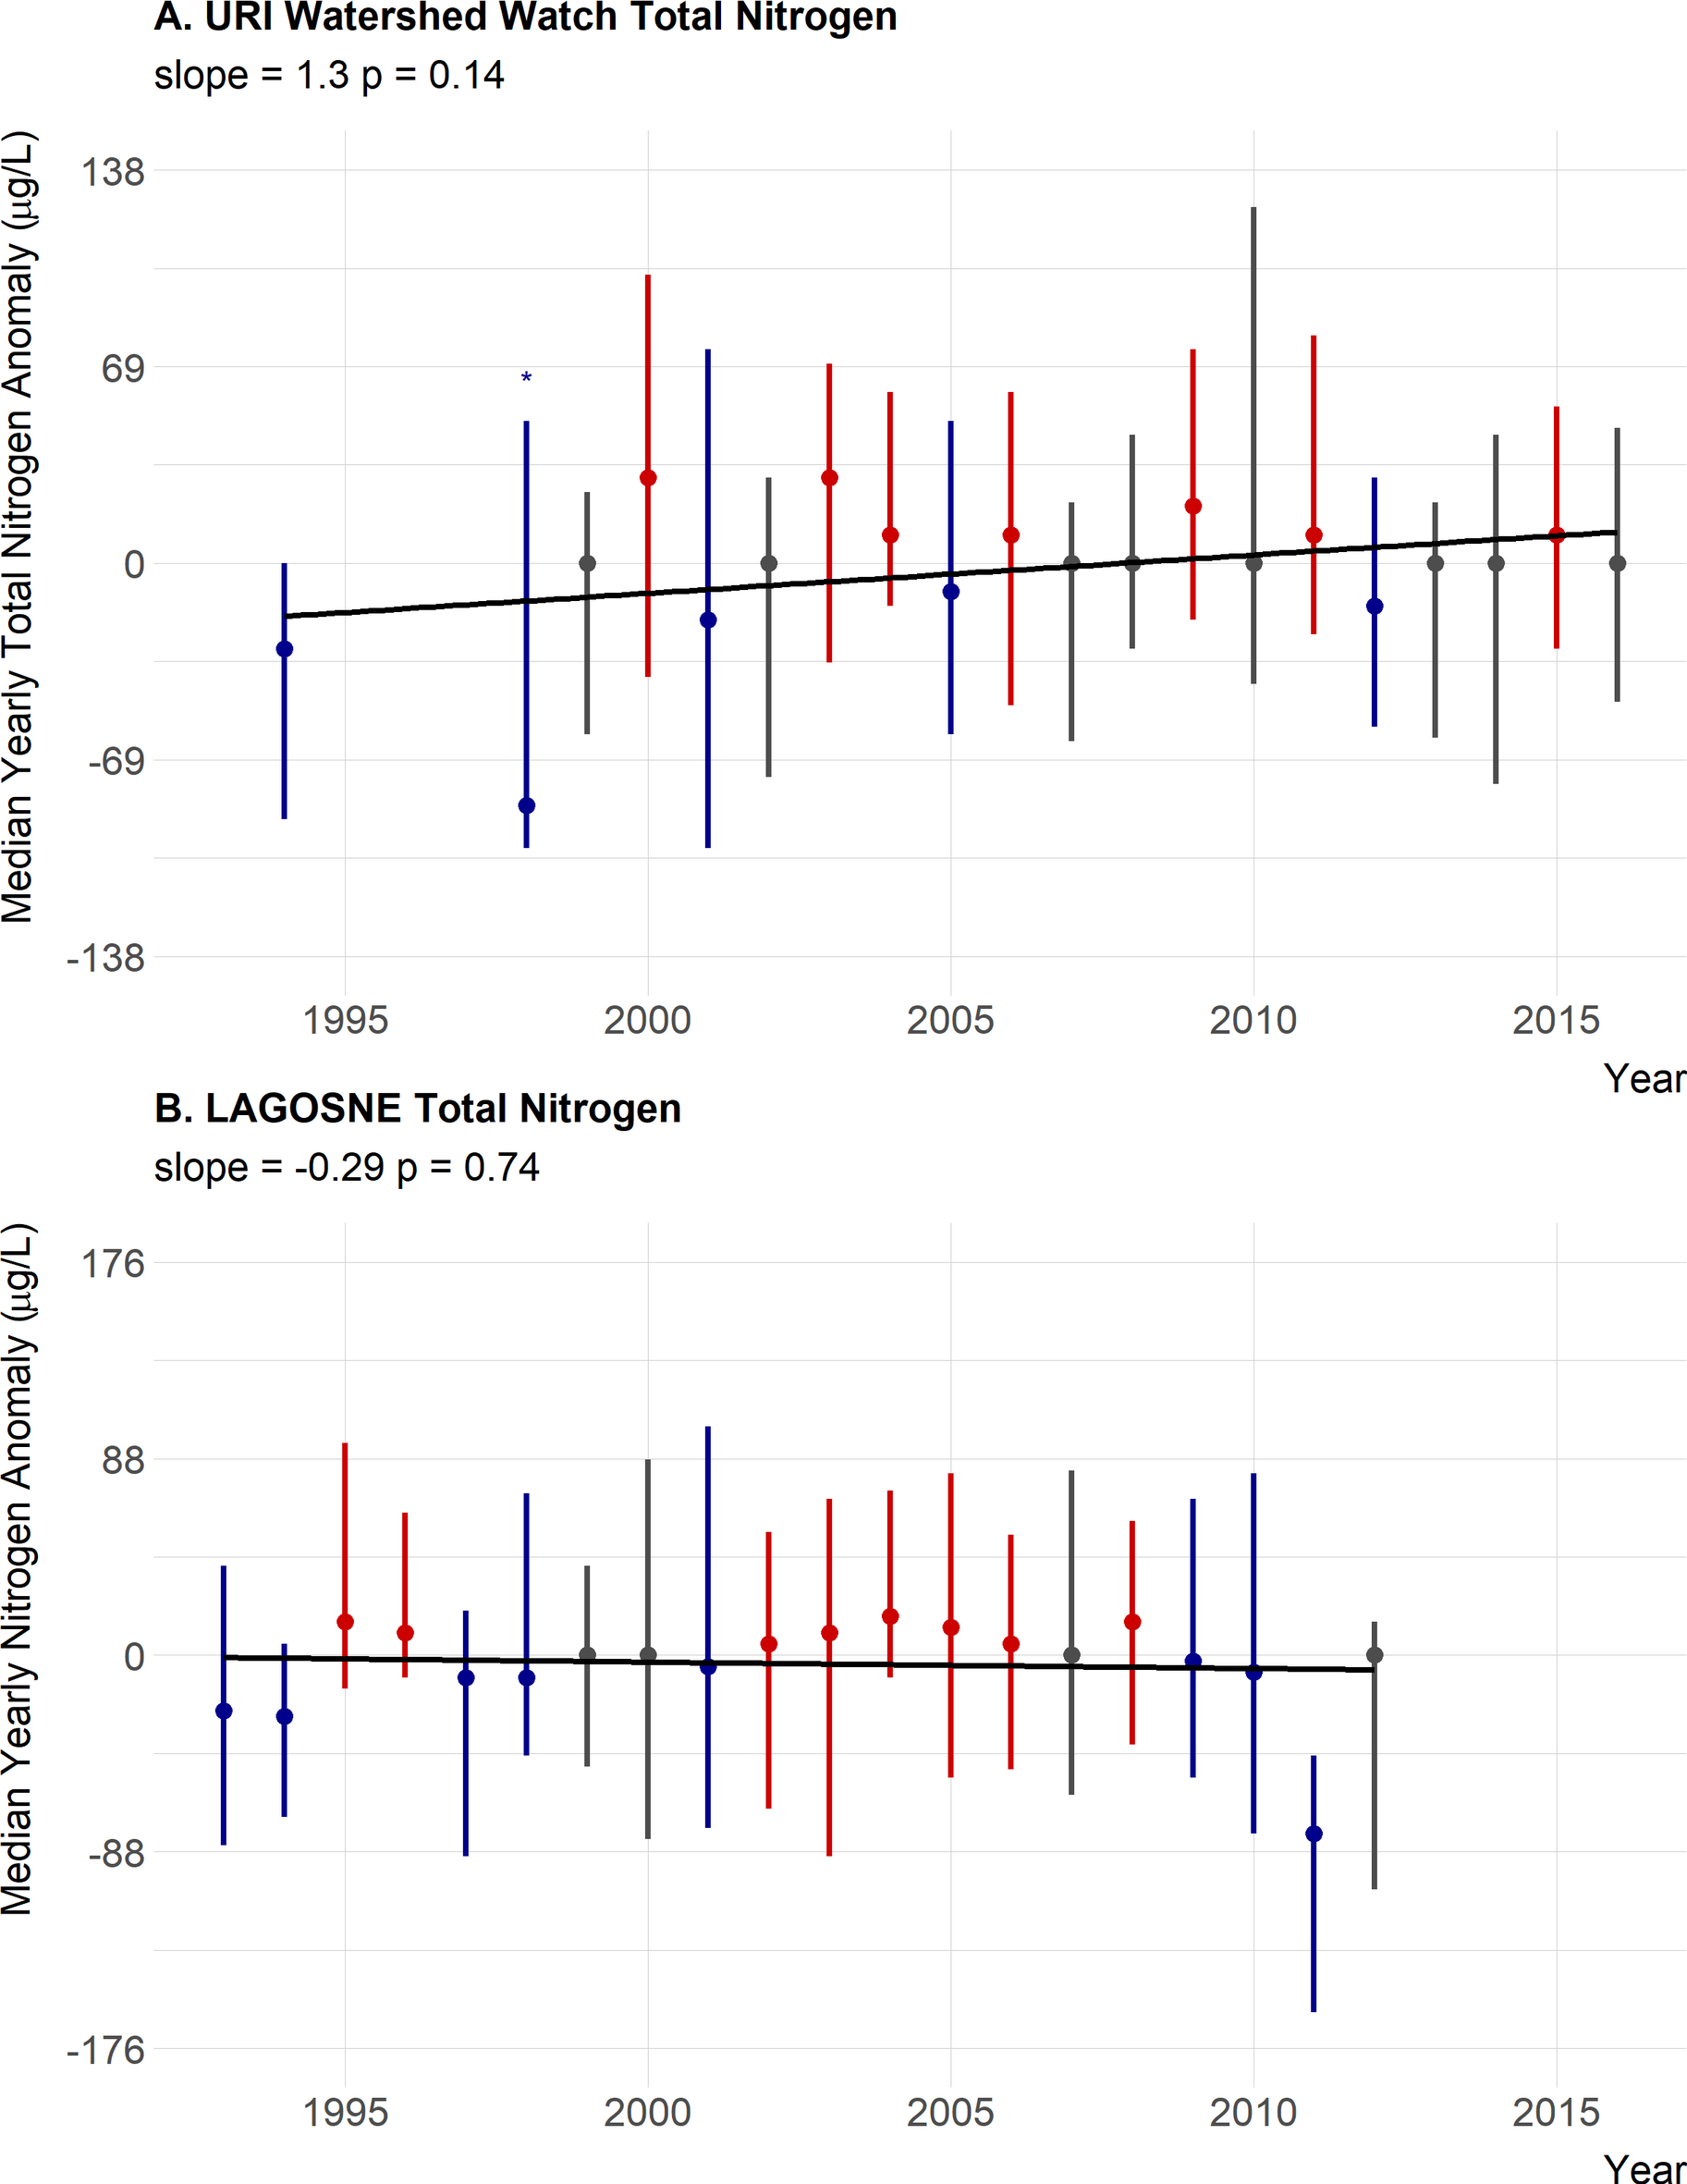 A. URI Watershed Watch Total Nitrogen
slope = 1.3 p = 0.14
Median Yearly Total Nitrogen Anomaly (μg/L)
138
69
0
-69
-138
*
1995 2000 2005 2010 2015
Year
B. LAGOSNE Total Nitrogen
slope = -0.29 p = 0.74
Median Yearly Nitrogen Anomaly (μg/L)
176
88
0
-88
-176
1995 2000 2005 2010 2015
Year